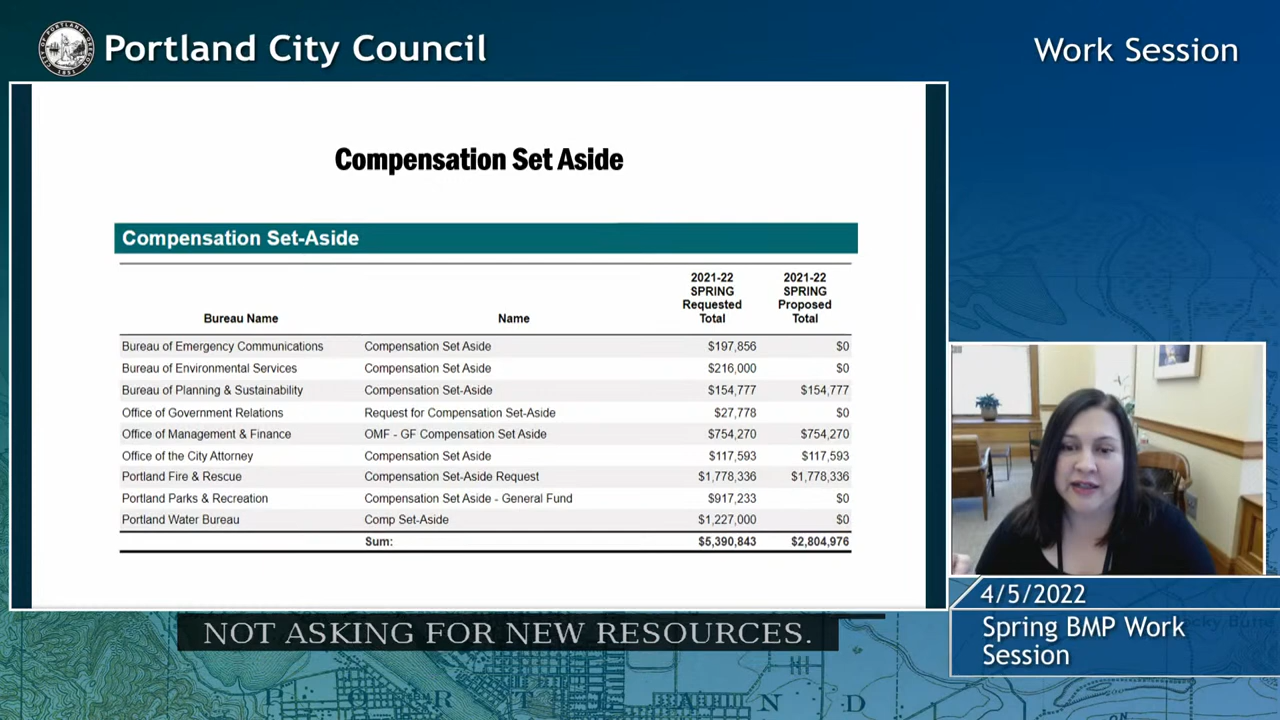 Portland City Council
Work Session
Compensation Set Aside
Compensation Set-Aside
Bureau Name Name 2021-22 SPRING Requested Total 2021-22 SPRING Proposed Total
Bureau of Emergency Communications Compensation Set Aside $197,856 $0
Bureau of Environmental Services Compensation Set Aside $216,000 $0
Bureau of Planning & Sustainability Compensation Set-Aside $154,777 $154,777
Office of Government Relations Request for Compensation Set-Aside $27,778 $0
Office of Management & Finance OMF - GF Compensation Set Aside $754,270 $754,270
Office of the City Attorney Compensation Set Aside $117,593 $117,593
Portland Fire & Rescue Compensation Set-Aside Request $1,778,336 $1,778,336
Portland Parks & Recreation Compensation Set Aside - General Fund $917,233 $0
Portland Water Bureau Comp Set-Aside $1,227,000 $0
Sum: $5,390,843 $2,804,976
4/5/2022
Spring BMP Work
Session
NOT ASKING FOR NEW RESOURCES.
P O R T L A N D